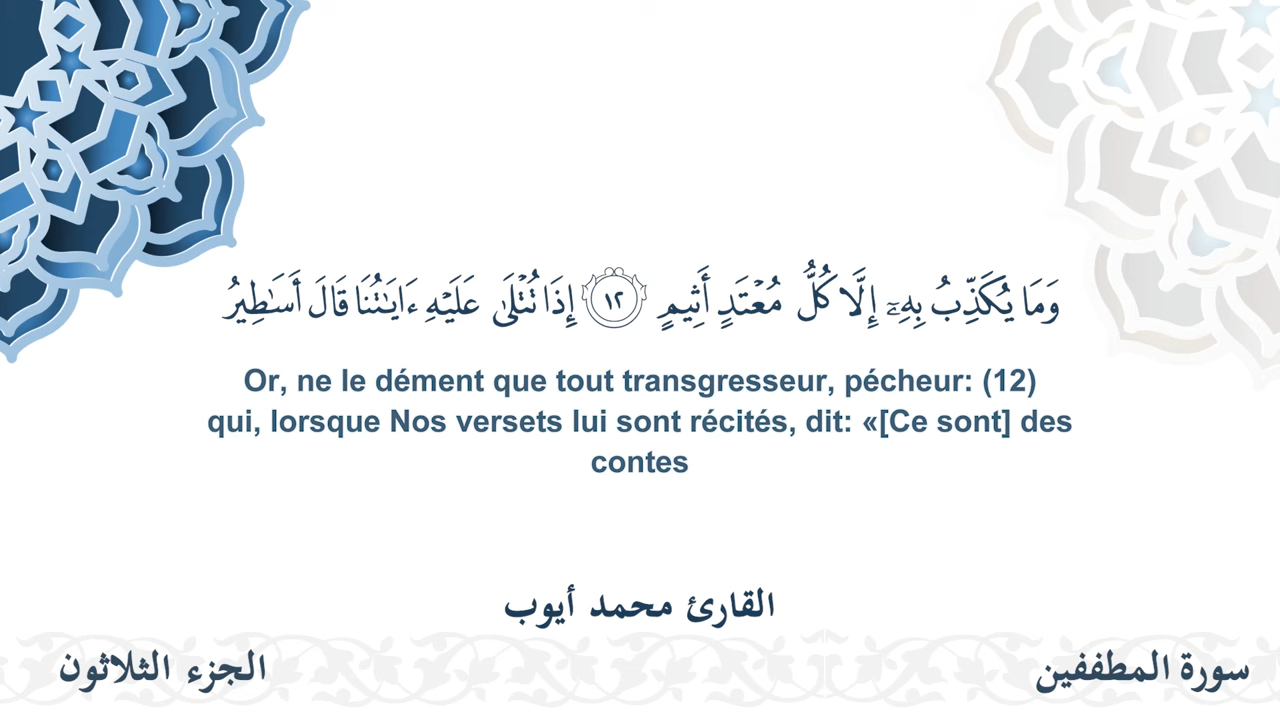 وَمَا يُكَذِّبُ بِهِۦٓ إِلَّا كُلُّ مُعْتَدٍ أَثِيمٍ ١٢ إِذَا تُتْلَىٰ عَلَيْهِ ءَايَـٰتُنَا قَالَ أَسَـٰطِيرُ
Or, ne le dément que tout transgresseur, pécheur: (12)
qui, lorsque Nos versets lui sont récités, dit: «[Ce sont] des
contes
القارئ محمد أيوب
سورة المطففين
الجزء الثلاثون